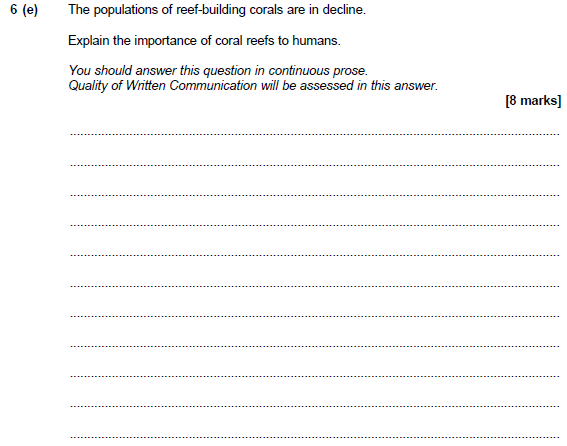 6 (e) The populations of reef-building corals are in decline.
Explain the importance of coral reefs to humans.
You should answer this question in continuous prose.
Quality of Written Communication will be assessed in this answer.
[8 marks]